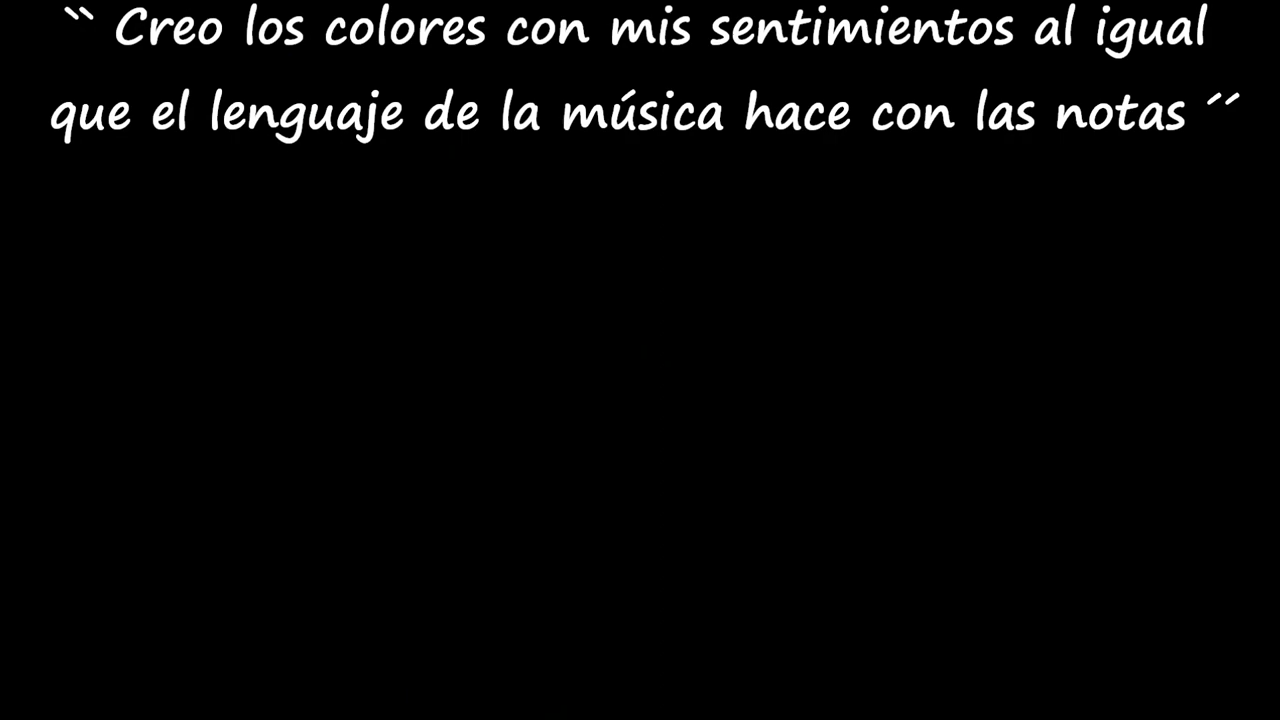 `` Creo los colores con mis sentimientos al igual
que el lenguaje de la música hace con las notas ´´